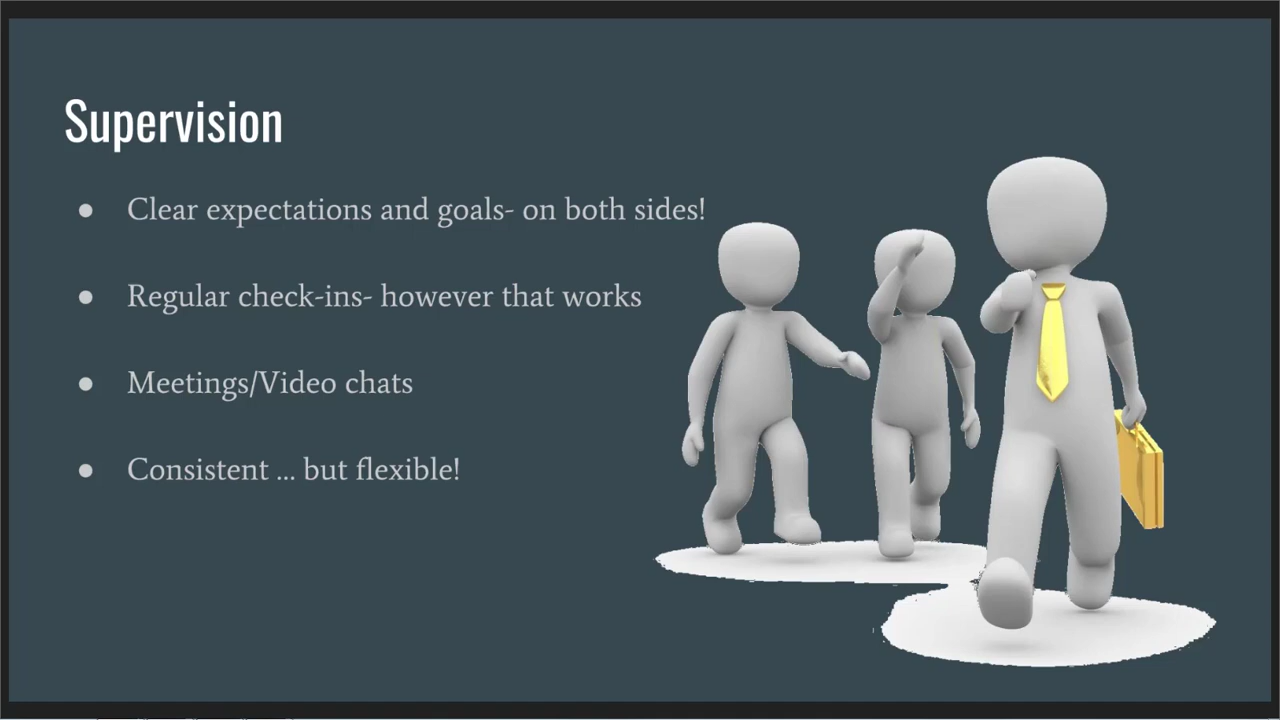 Supervision
● Clear expectations and goals- on both sides!
● Regular check-ins- however that works
● Meetings/Video chats
● Consistent ... but flexible!